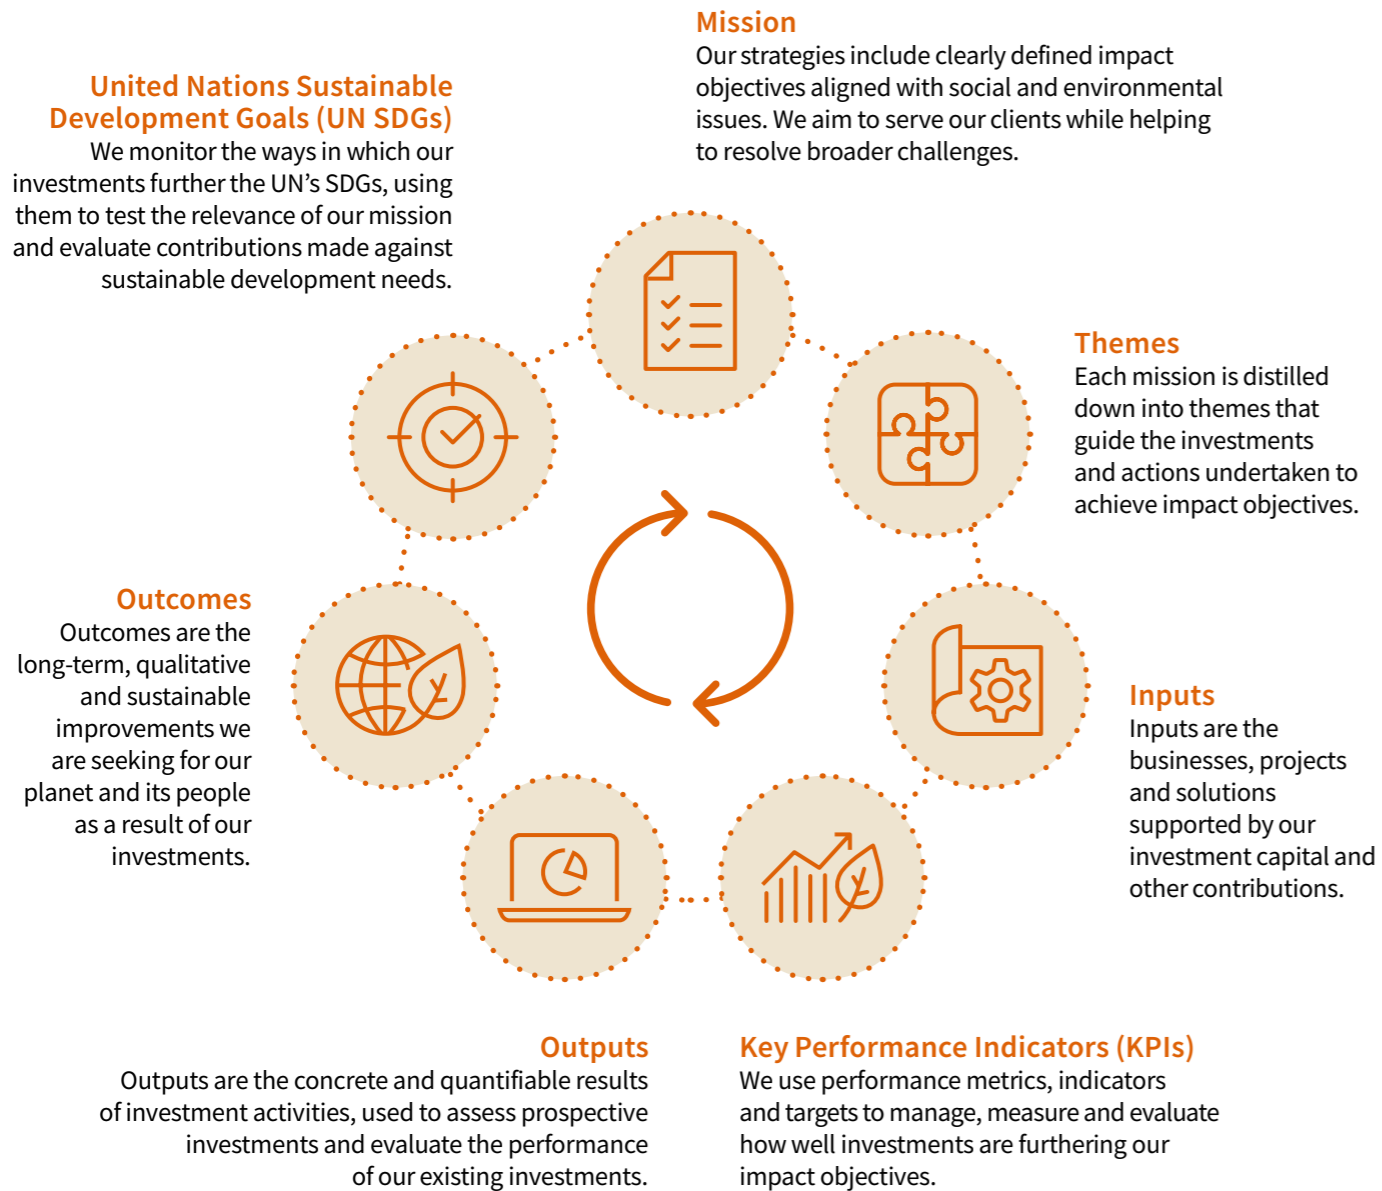 Mission
Our strategies include clearly defined impact
objectives aligned with social and environmental
issues. We aim to serve our clients while helping
to resolve broader challenges.
Themes
Each mission is distilled
down into themes that
guide the investments
and actions undertaken to
achieve impact objectives.
Inputs
Inputs are the
businesses, projects
and solutions
supported by our
investment capital and
other contributions.
Key Performance Indicators (KPIs)
We use performance metrics, indicators
and targets to manage, measure and evaluate
how well investments are furthering our
impact objectives.
Outputs
Outputs are the concrete and quantifiable results
of investment activities, used to assess prospective
investments and evaluate the performance
of our existing investments.
Outcomes
Outcomes are the
long-term, qualitative
and sustainable
improvements we
are seeking for our
planet and its people
as a result of our
investments.
United Nations Sustainable
Development Goals (UN SDGs)
We monitor the ways in which our
investments further the UN’s SDGs, using
them to test the relevance of our mission
and evaluate contributions made against
sustainable development needs.